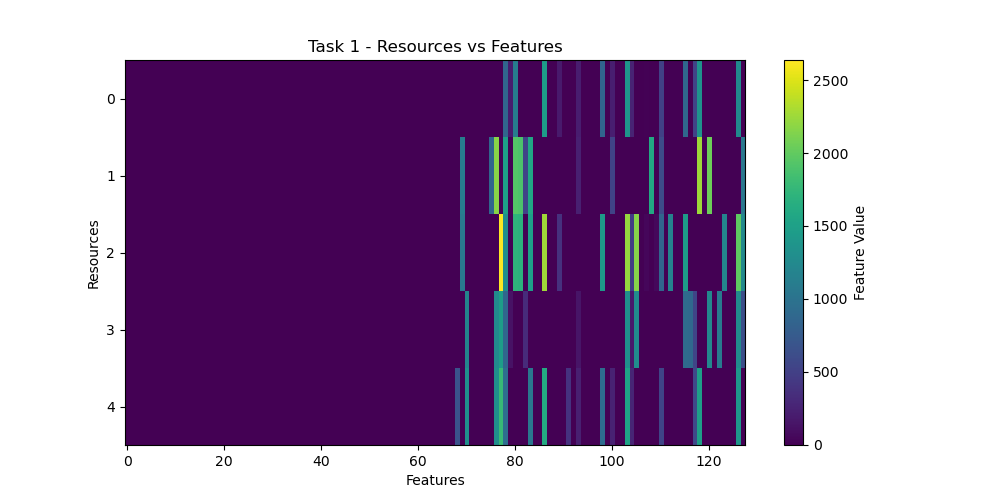 Task 1 - Resources vs Features
Resources
0
1
2
3
4
0 20 40 60 80 100 120
Features
2500
2000
1500
1000
500
0
Feature Value